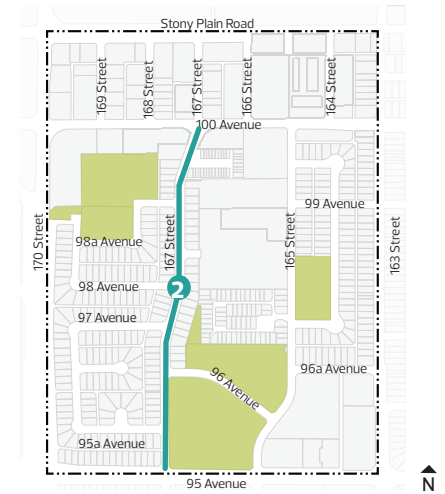 Stony Plain Road
169 Street
168 Street
167 Street
166 Street
164 Street
100 Avenue
99 Avenue
170 Street
98a Avenue
167 Street
165 Street
163 Street
98 Avenue
2
97 Avenue
96 Avenue
96a Avenue
95a Avenue
95 Avenue
N